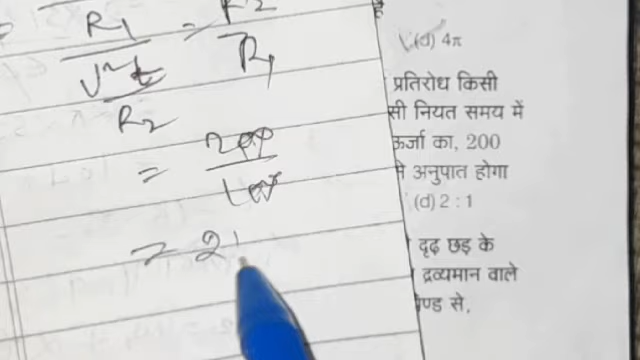 R₁ = R₂
V²t R₁
R₂
= 200
100
= 2
(d) 4π
प्रतिरोध किसी
सी नियत समय में
ऊर्जा का, 200
अनुपात होगा
(d) 2 : 1
दृढ़ छड़ के
द्रव्यमान वाले
से,